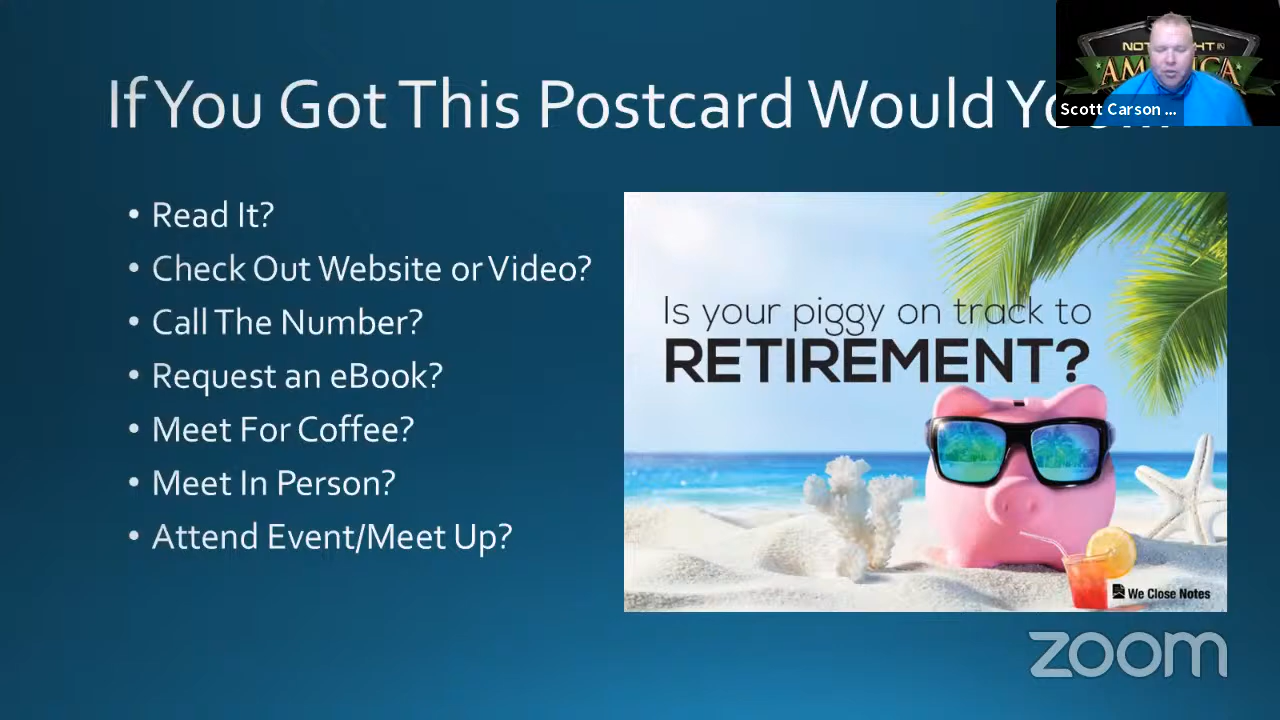 If You Got This Postcard Would
Scott Carson ...
AMERICA
• Read It?
• Check Out Website or Video?
• Call The Number?
• Request an eBook?
• Meet For Coffee?
• Meet In Person?
• Attend Event/Meet Up?
Is your piggy on track to
RETIREMENT?
We Close Notes
zoom